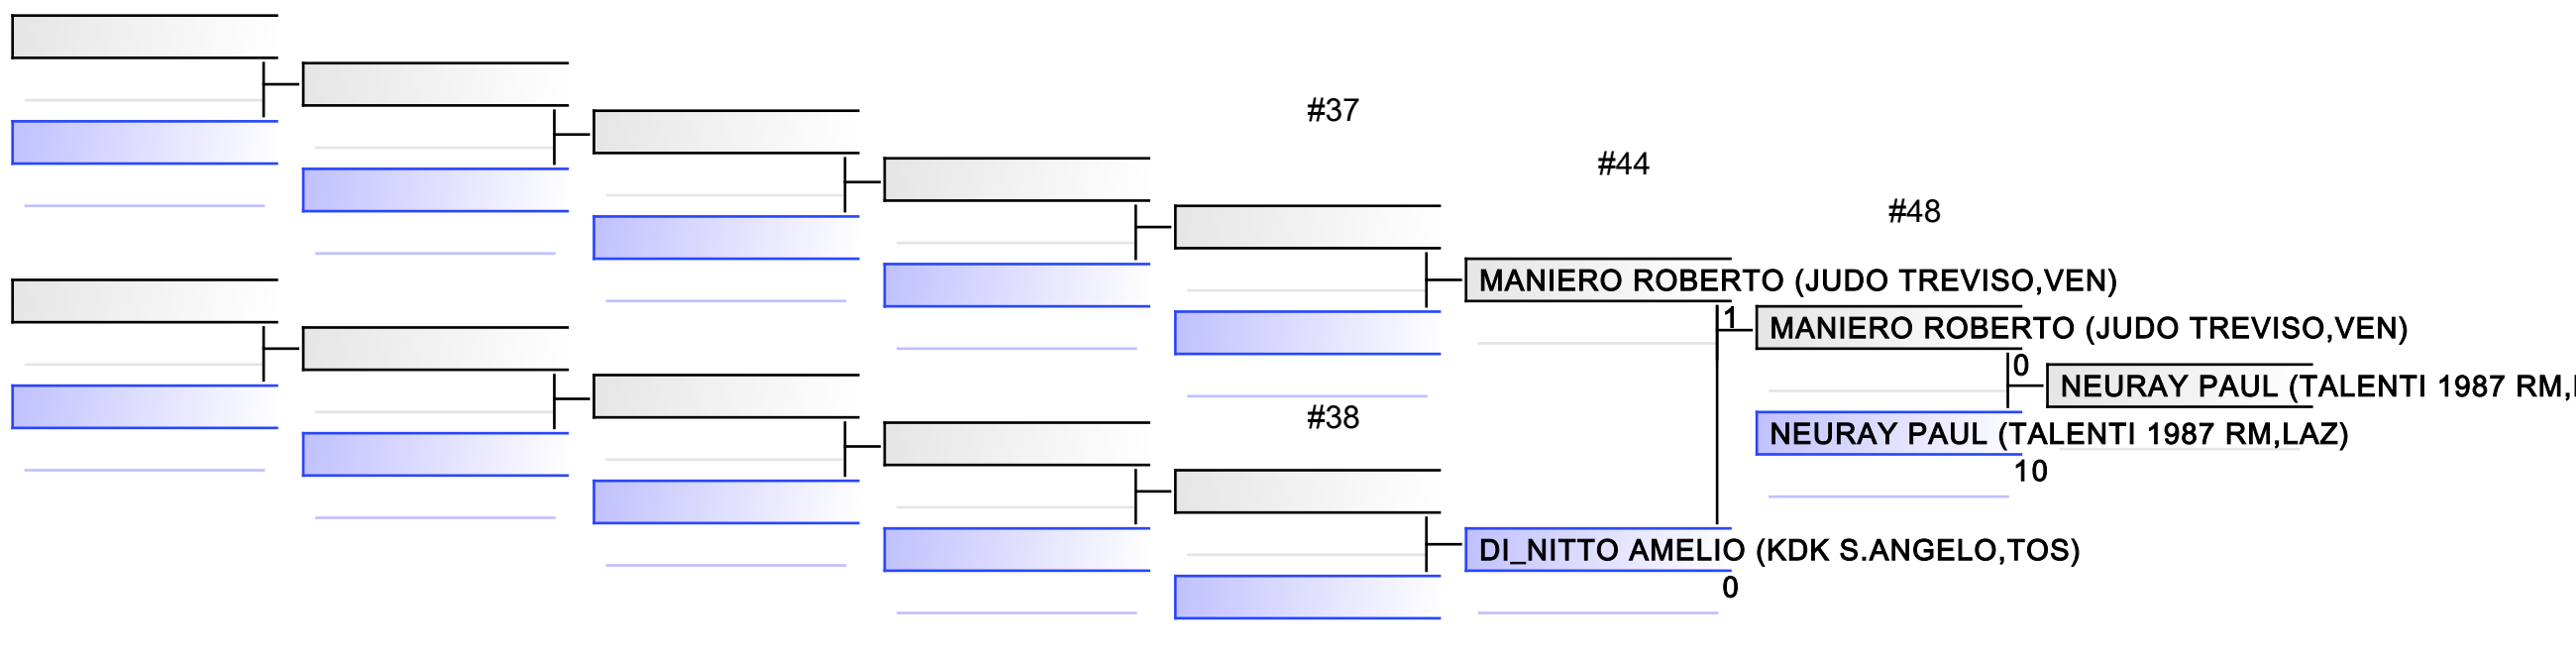 #37
#44
#48
MANIERO ROBERTO (JUDO TREVISO,VEN)
1
MANIERO ROBERTO (JUDO TREVISO,VEN)
0
NEURAY PAUL (TALENTI 1987 RM,
NEURAY PAUL (TALENTI 1987 RM,LAZ)
10
#38
DI_NITTO AMELIO (KDK S.ANGELO,TOS)
0